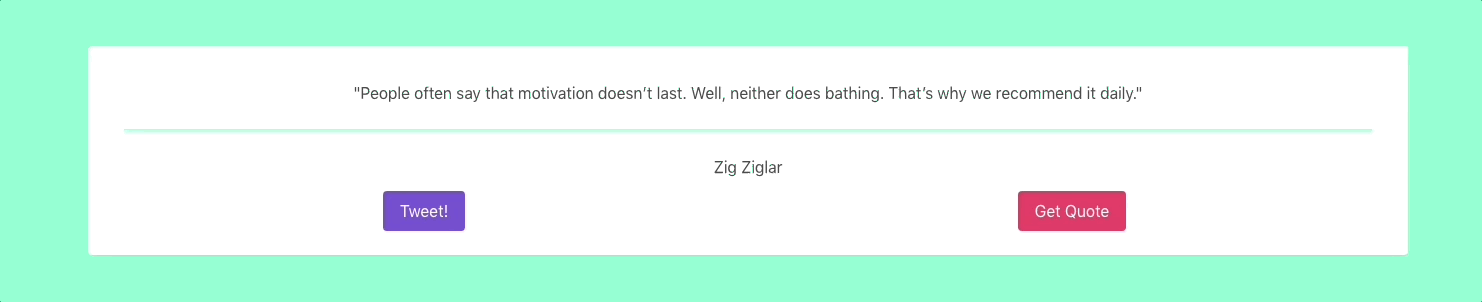 "People often say that motivation doesn’t last. Well, neither does bathing. That’s why we recommend it daily."
Zig Ziglar
Tweet!
Get Quote